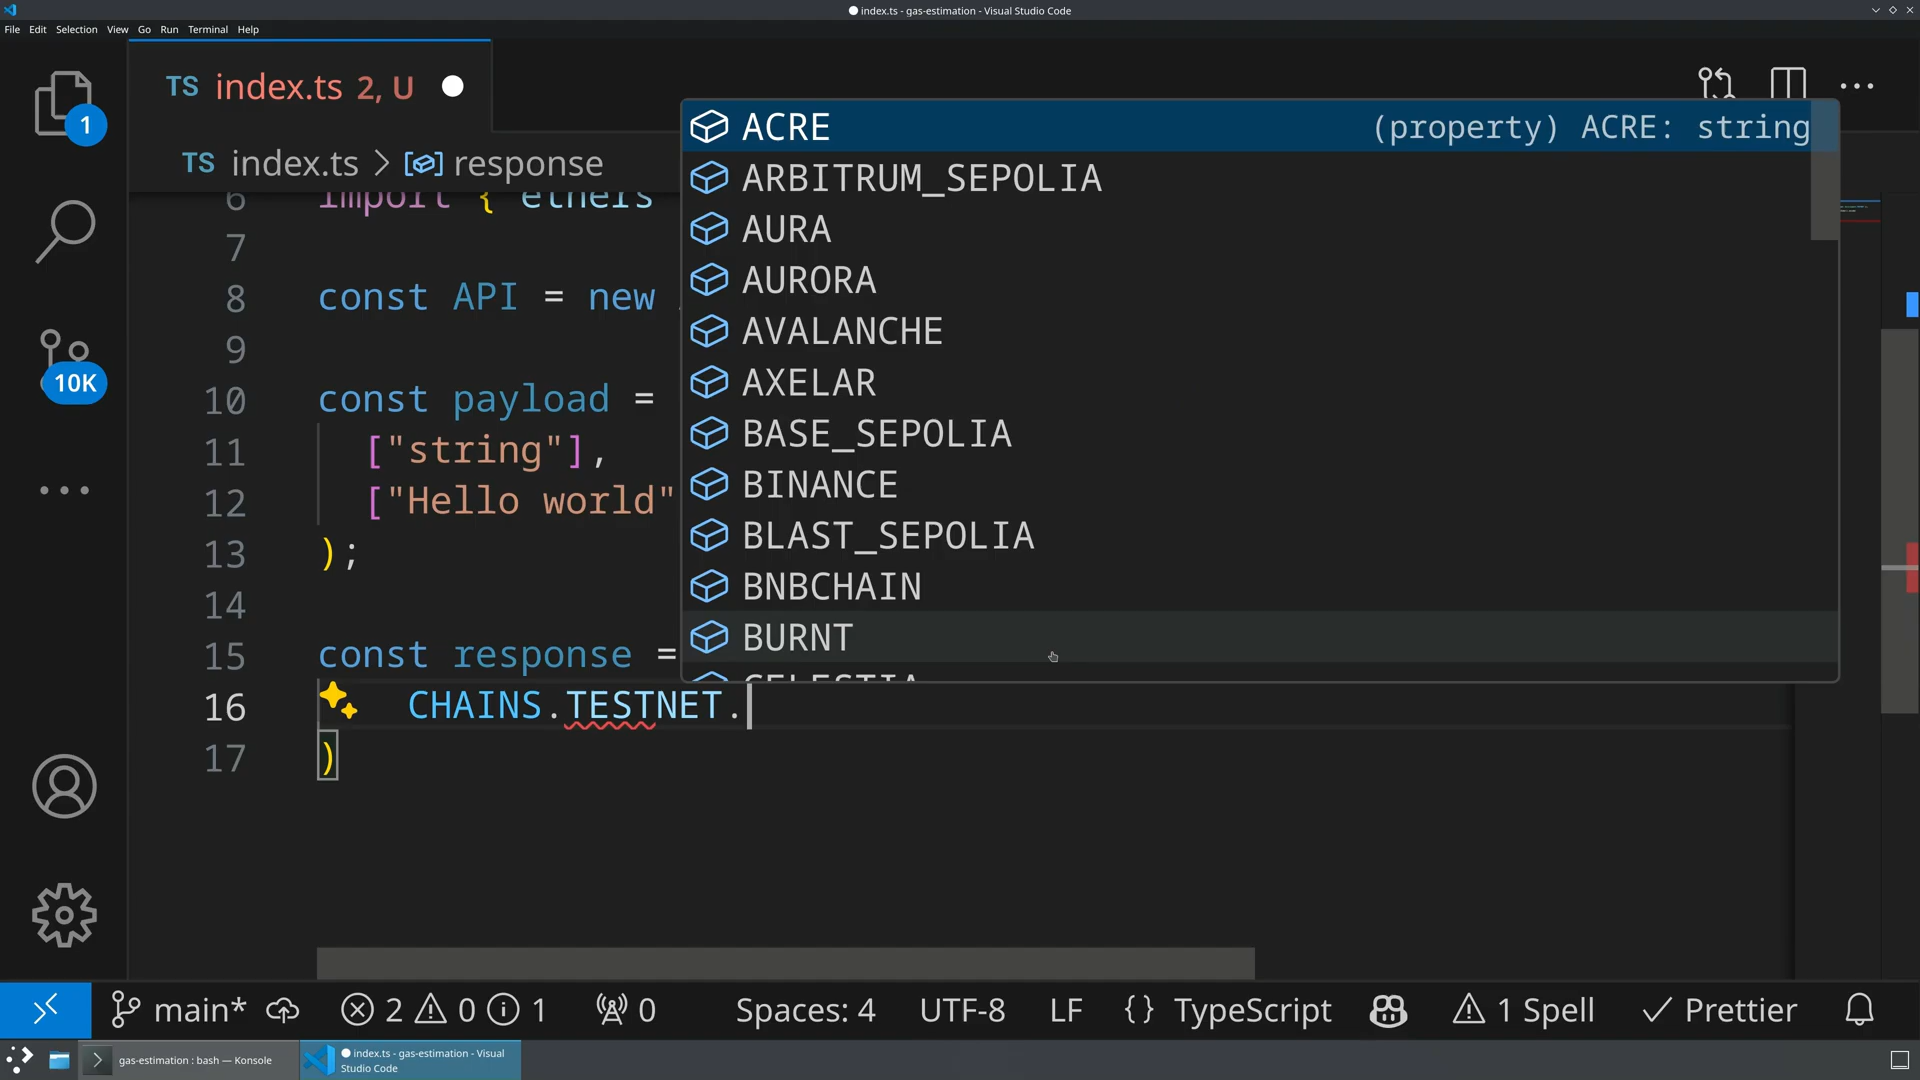 index.ts - gas-estimation - Visual Studio Code
File Edit Selection View Go Run Terminal Help
TS index.ts 2, U
1
TS index.ts > response
6 import { ethers
7
8 const API = new
9
10 const payload =
11 ["string"],
12 ["Hello world"
13 );
14
15 const response =
16 CHAINS.TESTNET.
17 )
ACRE (property) ACRE: string
ARBITRUM_SEPOLIA
AURA
AURORA
AVALANCHE
AXELAR
BASE_SEPOLIA
BINANCE
BLAST_SEPOLIA
BNBCHAIN
BURNT
CELESTIA
10K
main* 2 0 1 0 Spaces: 4 UTF-8 LF {} TypeScript 1 Spell Prettier
gas-estimation : bash — Konsole
index.ts - gas-estimation - Visual
Studio Code